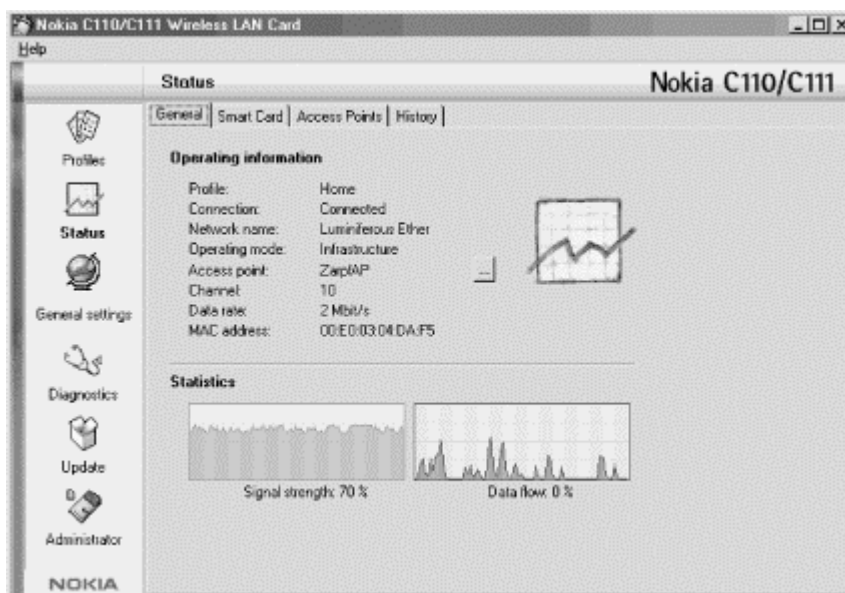 Nokia C110/C111 Wireless LAN Card
Help
Status
Nokia C110/C111
General
Smart Card
Access Points
History
Profiles
Status
General settings
Diagnostics
Update
Administrator
NOKIA
Operating information
Profile: Home
Connection: Connected
Network name: Luminiferous Ether
Operating mode: Infrastructure
Access point: ZarpfAP
...
Channel: 10
Data rate: 2 Mbit/s
MAC address: 00:E0:03:04:DA:F5
Statistics
Signal strength: 70 %
Data flow: 0 %